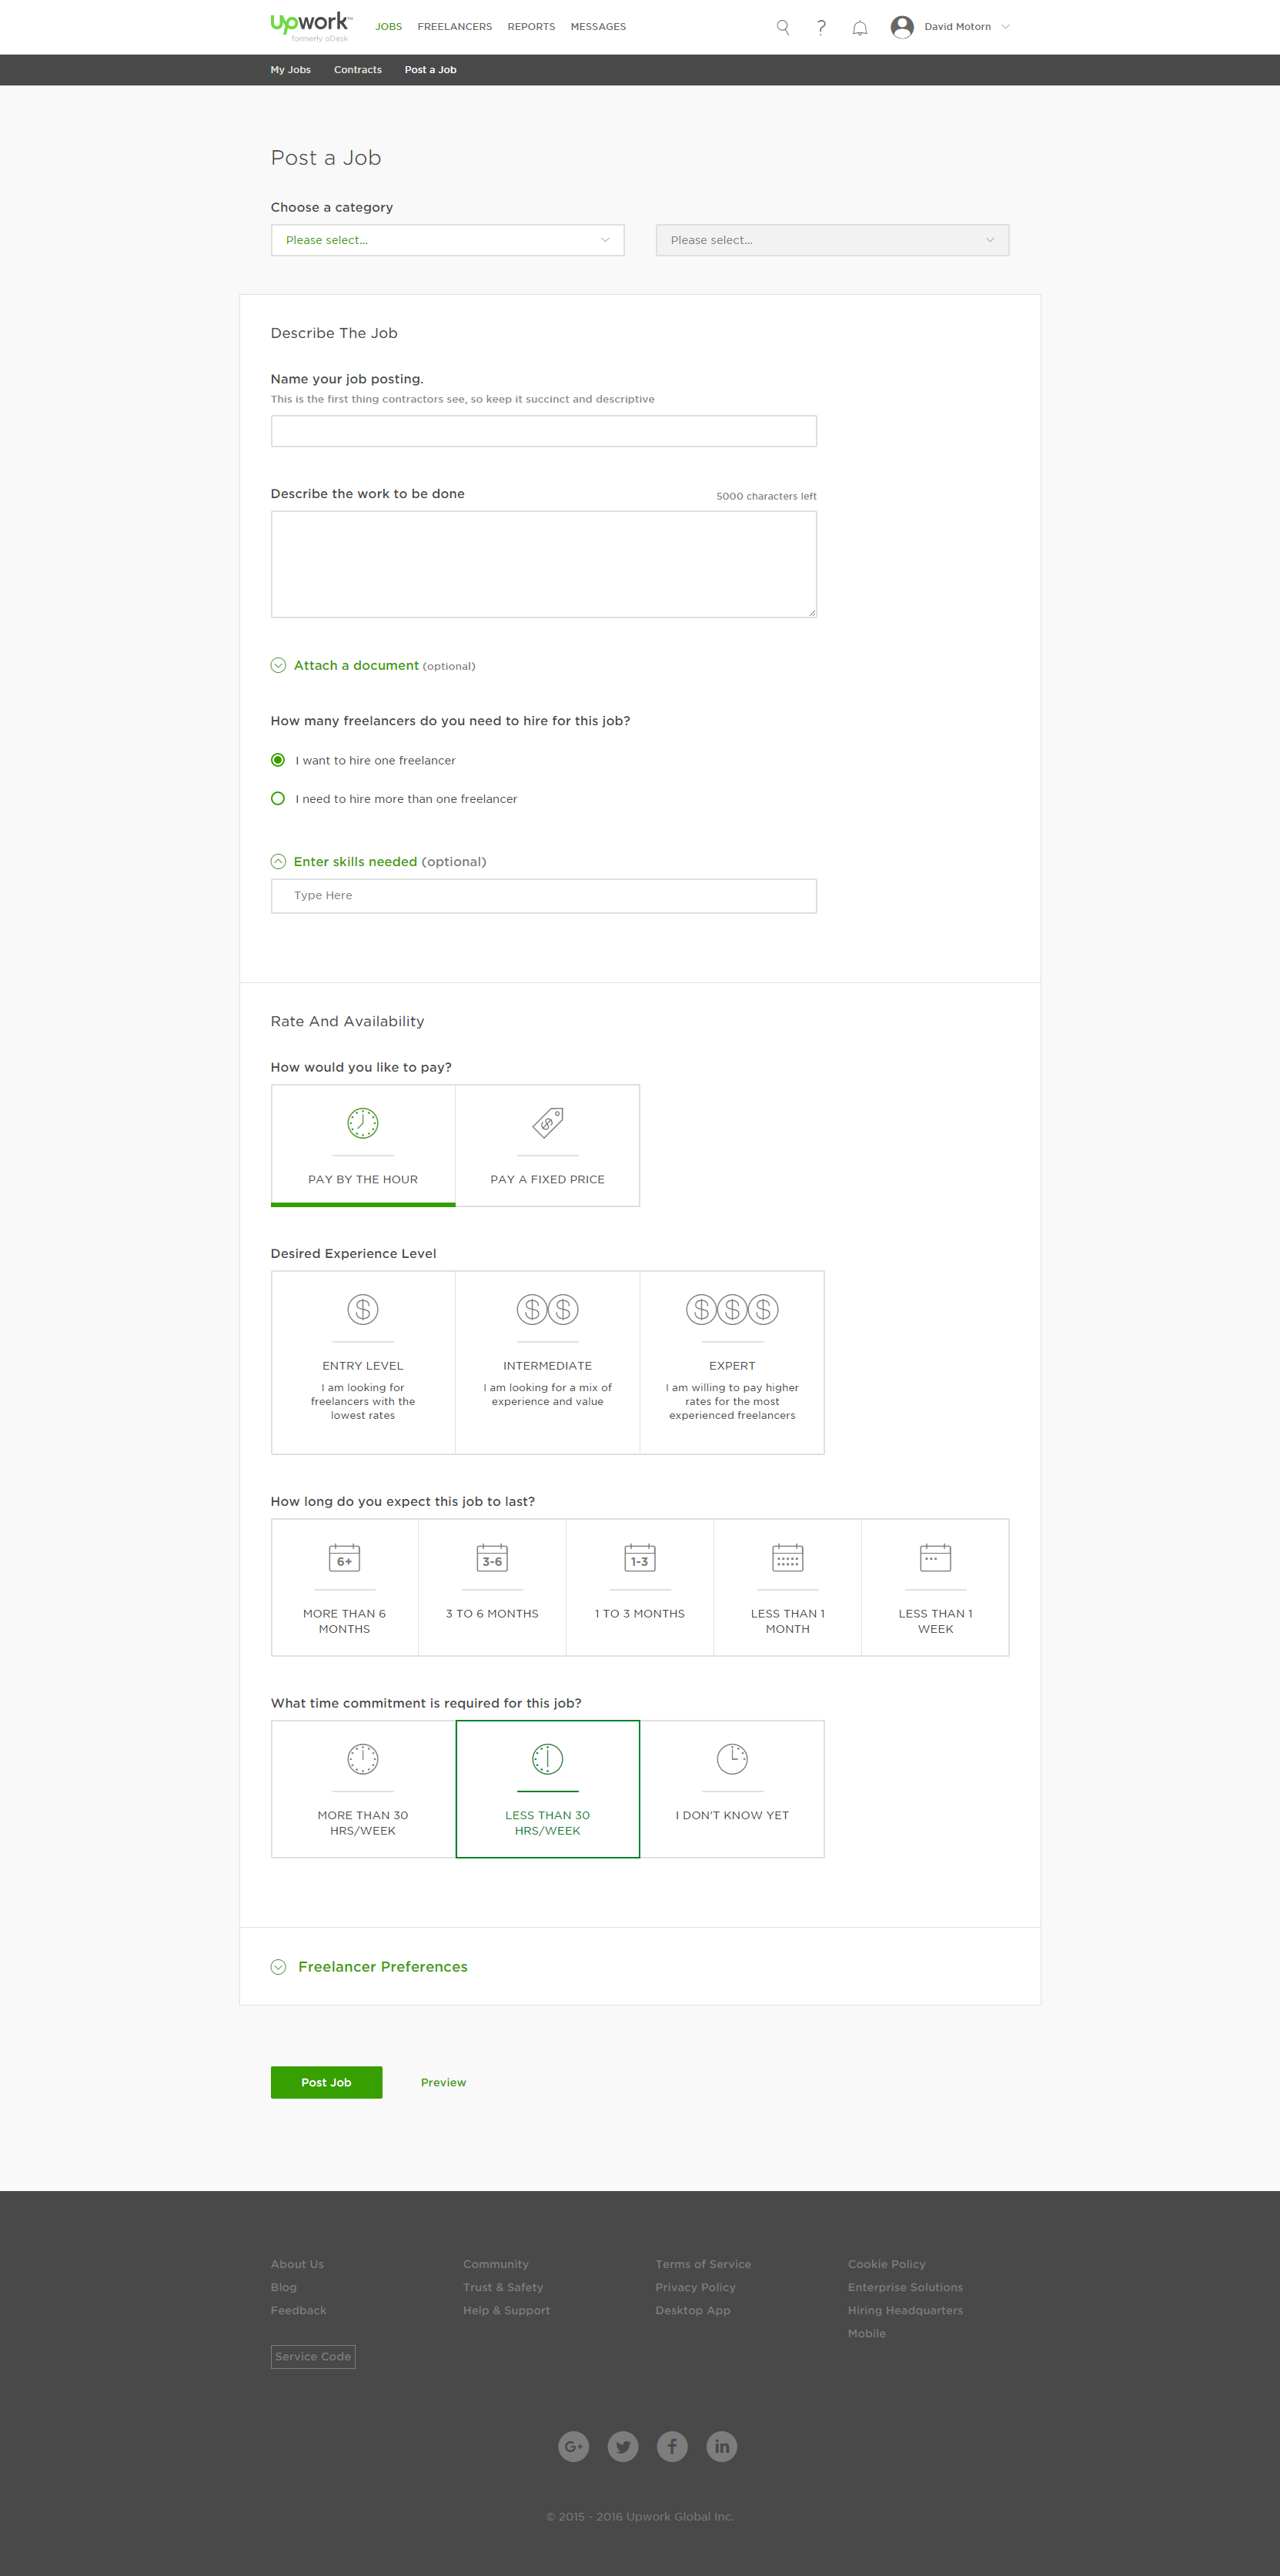 Upwork™
formerly oDesk
JOBS FREELANCERS REPORTS MESSAGES
? David Motorn
My Jobs Contracts Post a Job
Post a Job
Choose a category
Please select... Please select...
Describe The Job
Name your job posting.
This is the first thing contractors see, so keep it succinct and descriptive
Describe the work to be done 5000 characters left
Attach a document (optional)
How many freelancers do you need to hire for this job?
I want to hire one freelancer
I need to hire more than one freelancer
Enter skills needed (optional)
Type Here
Rate And Availability
How would you like to pay?
$
PAY BY THE HOUR PAY A FIXED PRICE
Desired Experience Level
$ $$ $$$
ENTRY LEVEL
I am looking for
freelancers with the
lowest rates
INTERMEDIATE
I am looking for a mix of
experience and value
EXPERT
I am willing to pay higher
rates for the most
experienced freelancers
How long do you expect this job to last?
6+ 3-6 1-3
MORE THAN 6
MONTHS
3 TO 6 MONTHS
1 TO 3 MONTHS
LESS THAN 1
MONTH
LESS THAN 1
WEEK
What time commitment is required for this job?
MORE THAN 30
HRS/WEEK
LESS THAN 30
HRS/WEEK
I DON'T KNOW YET
Freelancer Preferences
Post Job Preview
About Us
Blog
Feedback
Service Code
Community
Trust & Safety
Help & Support
Terms of Service
Privacy Policy
Desktop App
Cookie Policy
Enterprise Solutions
Hiring Headquarters
Mobile
G+ f in
© 2015 - 2016 Upwork Global Inc.